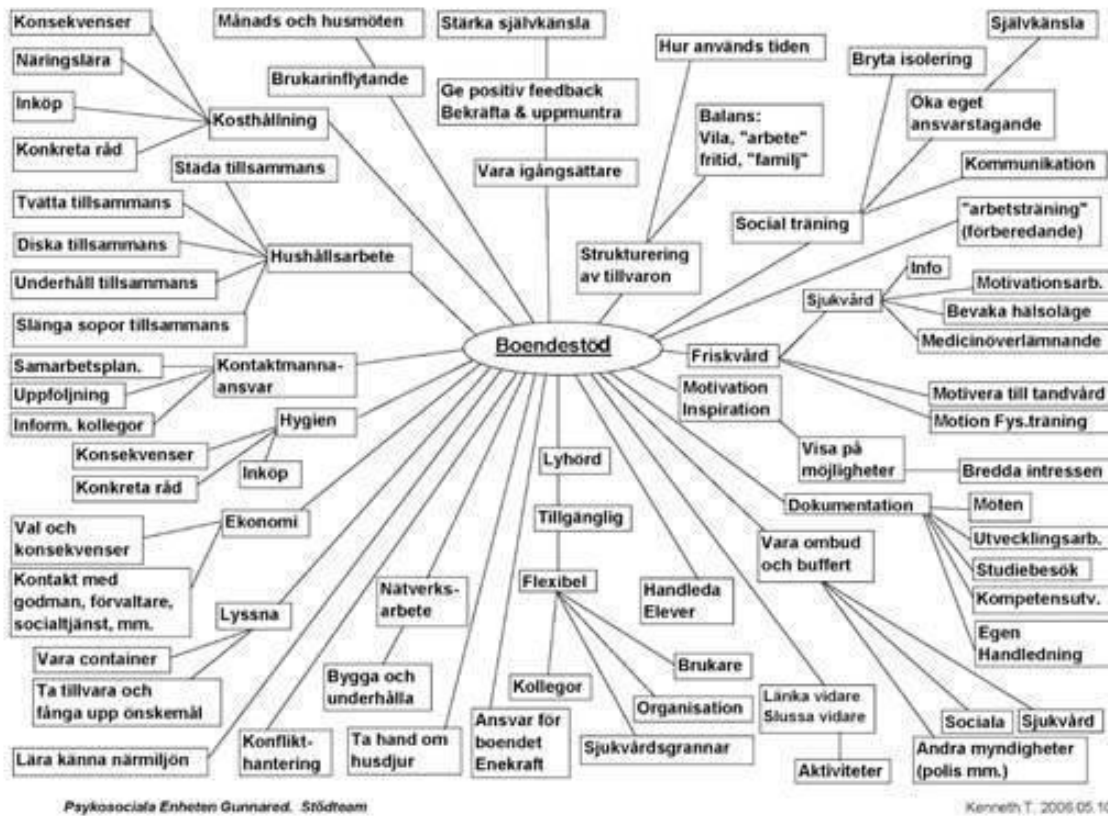 Konsekvenser
Näringslära
Inköp
Konkreta råd
Kosthållning
Månads och husmöten
Brukarinflytande
Stärka självkänsla
Ge positiv feedback
Bekräfta & uppmuntra
Vara igångsättare
Hur används tiden
Balans:
Vila, "arbete"
fritid, "familj"
Strukturering
av tillvaron
Bryta isolering
Självkänsla
Oka eget
ansvarstagande
Kommunikation
Social träning
"arbetsträning"
(förberedande)
Stada tillsammans
Tvätta tillsammans
Diska tillsammans
Underhåll tillsammans
Slänga sopor tillsammans
Hushållsarbete
Info
Motivationsarb.
Bevaka hälsoläge
Medicinöverlämnande
Sjukvård
Boendestöd
Friskvård
Motivera till tandvård
Motion Fys.träning
Samarbetsplan.
Uppföljning
Inform. kollegor
Kontaktmanna-
ansvar
Motivation
Inspiration
Visa på
möjligheter
Bredda intressen
Hygien
Konsekvenser
Konkreta råd
Inköp
Lyhörd
Tillgänglig
Flexibel
Kollegor
Brukare
Organisation
Sjukvårdsgrannar
Dokumentation
Möten
Utvecklingsarb.
Studiebesök
Kompetensutv.
Egen
Handledning
Ekonomi
Val och
konsekvenser
Kontakt med
godman, förvaltare,
socialtjänst, mm.
Vara ombud
och buffert
Sociala
Sjukvård
Andra myndigheter
(polis mm.)
Handleda
Elever
Nätverks-
arbete
Bygga och
underhålla
Lyssna
Vara container
Ta tillvara och
fånga upp önskemål
Lära känna närmiljön
Konflikt-
hantering
Ta hand om
husdjur
Ansvar för
boendet
Enekraft
Länka vidare
Slussa vidare
Aktiviteter
Psykosociala Enheten Gunnared. Stödteam
Kenneth T. 2006.05.10